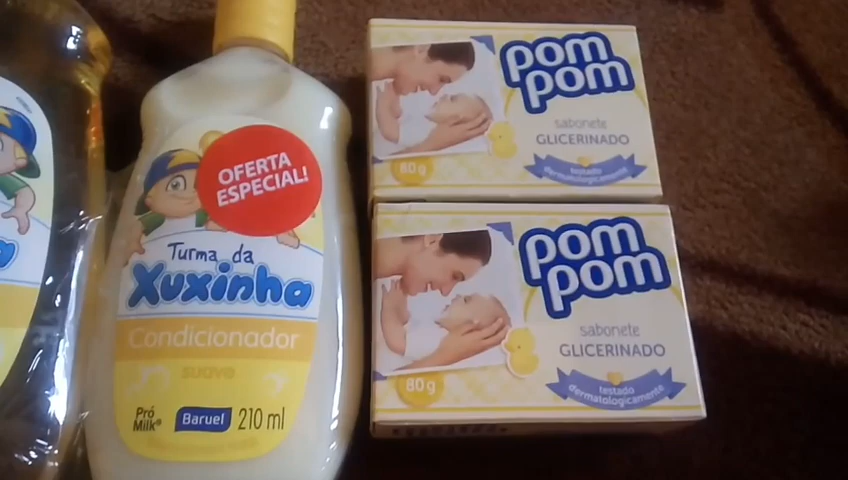 OFERTA
ESPECIAL!
Turma da
Xuxinha
Condicionador
suave
Pró
Milk®
Baruel
210 ml
pom
pom
sabonete
GLICERINADO
80 g
testado
dermatologicamente
pom
pom
sabonete
GLICERINADO
80 g
testado
dermatologicamente